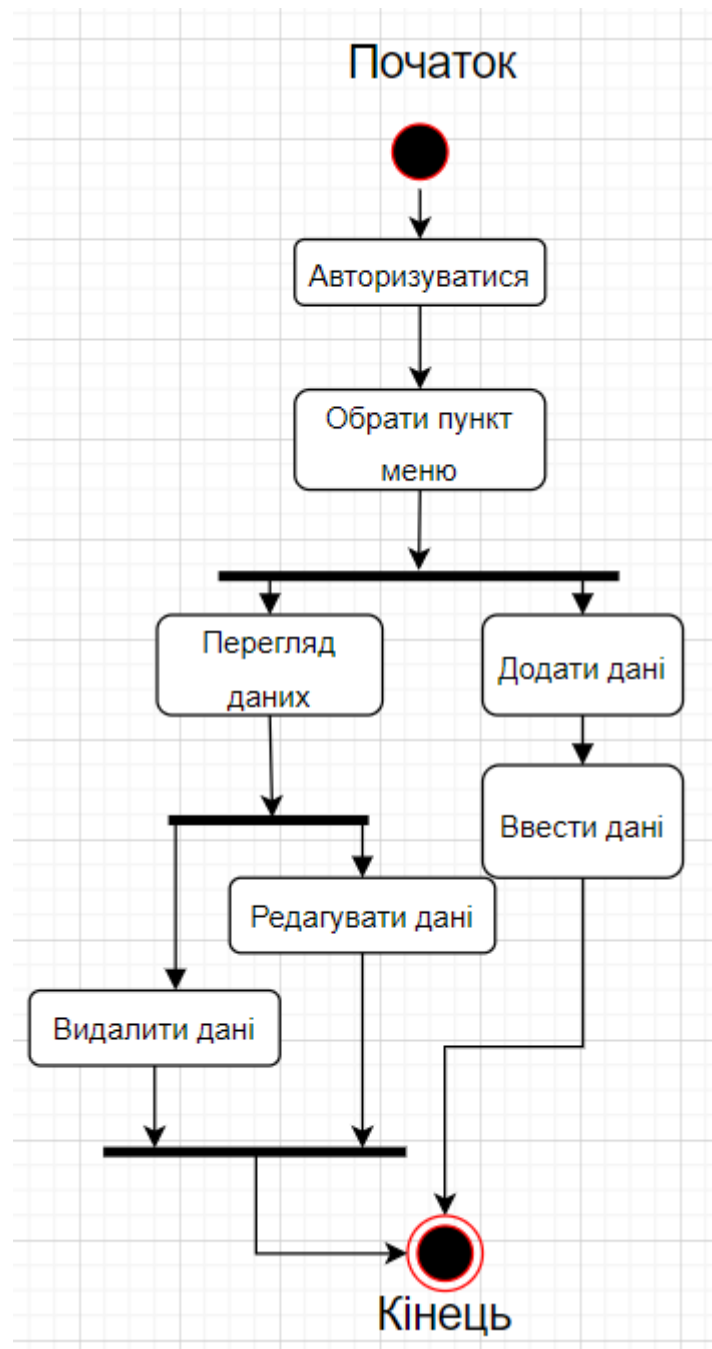 Початок
Авторизуватися
Обрати пункт
меню
Перегляд
даних
Додати дані
Ввести дані
Редагувати дані
Видалити дані
Кінець